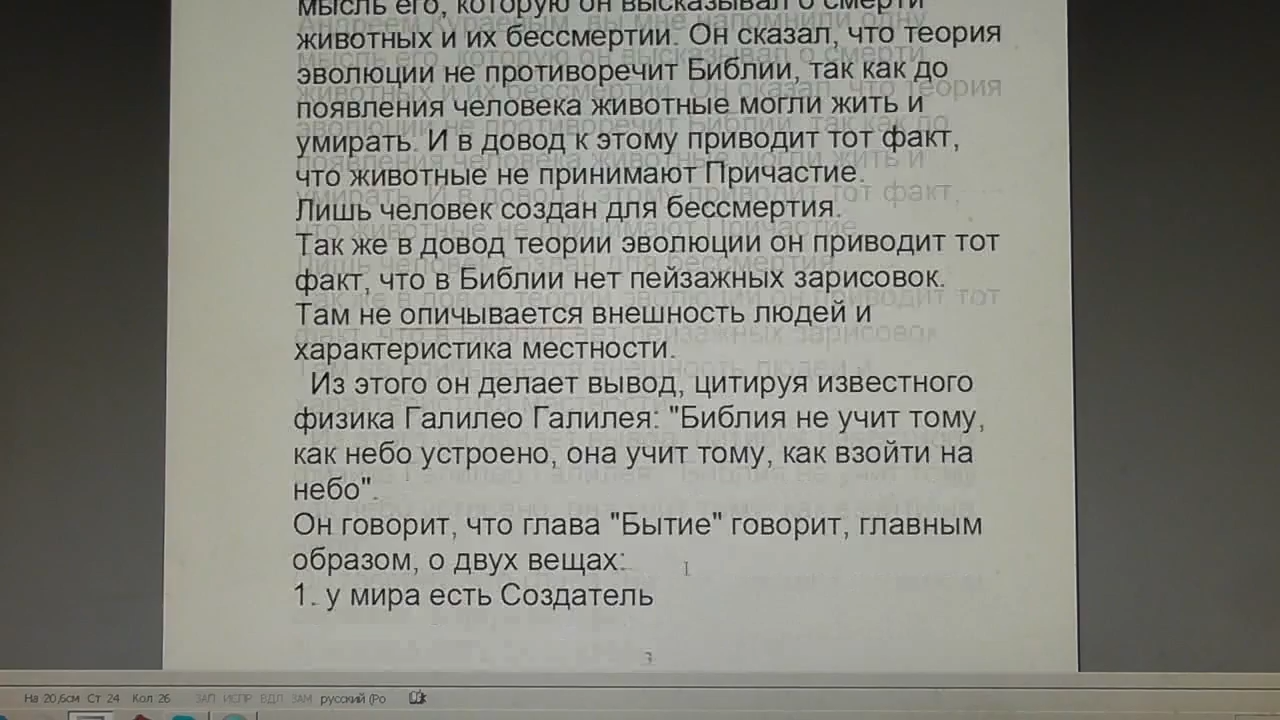 мысль его, которую он высказывал о смерти
животных и их бессмертии. Он сказал, что теория
эволюции не противоречит Библии, так как до
появления человека животные могли жить и
умирать. И в довод к этому приводит тот факт,
что животные не принимают Причастие.
Лишь человек создан для бессмертия.
Так же в довод теории эволюции он приводит тот
факт, что в Библии нет пейзажных зарисовок.
Там не опичывается внешность людей и
характеристика местности.
Из этого он делает вывод, цитируя известного
физика Галилео Галилея: "Библия не учит тому,
как небо устроено, она учит тому, как взойти на
небо".
Он говорит, что глава "Бытие" говорит, главным
образом, о двух вещах:
1. у мира есть Создатель
3
На 20,6см Ст 24 Кол 26 ЗАП ИСПР ВДЛ ЗАМ русский (Ро